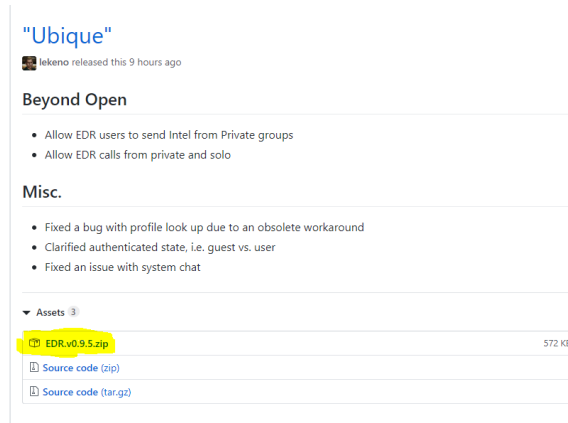 "Ubique"
lekeno released this 9 hours ago
Beyond Open
Allow EDR users to send Intel from Private groups
Allow EDR calls from private and solo
Misc.
Fixed a bug with profile look up due to an obsolete workaround
Clarified authenticated state, i.e. guest vs. user
Fixed an issue with system chat
Assets 3
EDR.v0.9.5.zip 572 KB
Source code (zip)
Source code (tar.gz)